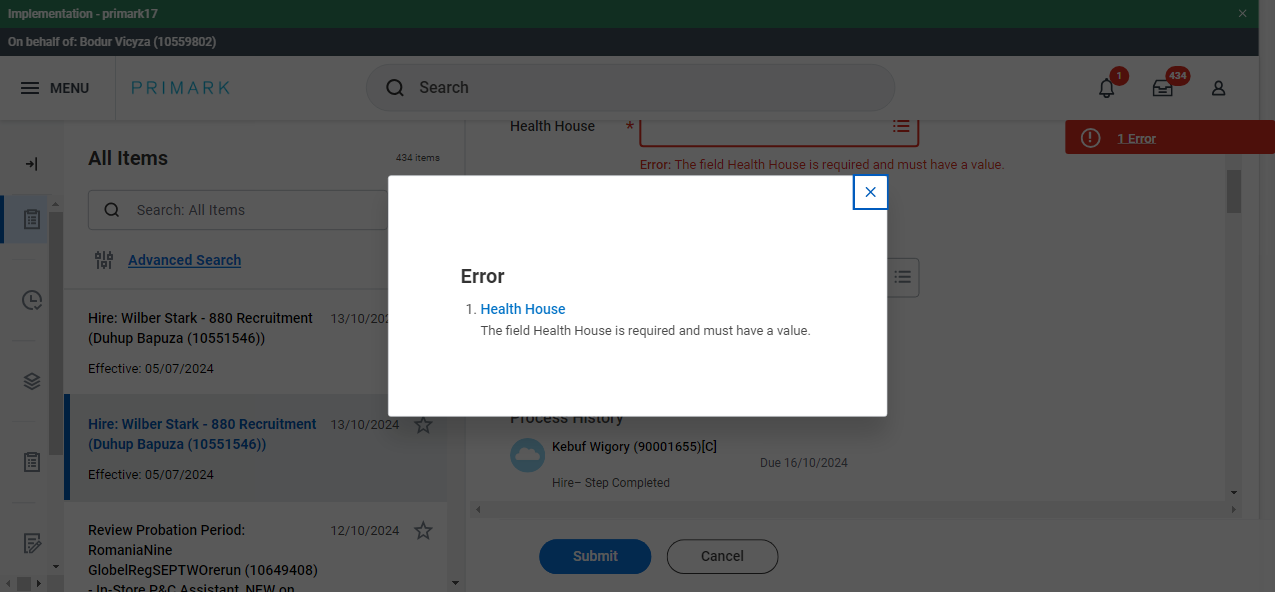 Implementation - primark17
On behalf of: Bodur Vicyza (10559802)
MENU
PRIMARK
Search
1
434
Health House *
1 Error
Error: The field Health House is required and must have a value.
All Items
434 items
Search: All Items
Advanced Search
Hire: Wilber Stark - 880 Recruitment
(Duhup Bapuza (10551546))
13/10/202
Effective: 05/07/2024
Hire: Wilber Stark - 880 Recruitment
(Duhup Bapuza (10551546))
13/10/2024
Effective: 05/07/2024
Review Probation Period:
RomaniaNine
GlobelRegSEPTWOrerun (10649408)
- In-Store P&C Assistant, NEW on
12/10/2024
Error
1. Health House
The field Health House is required and must have a value.
Process History
Kebuf Wigory (90001655)[C]
Due 16/10/2024
Hire– Step Completed
Submit
Cancel